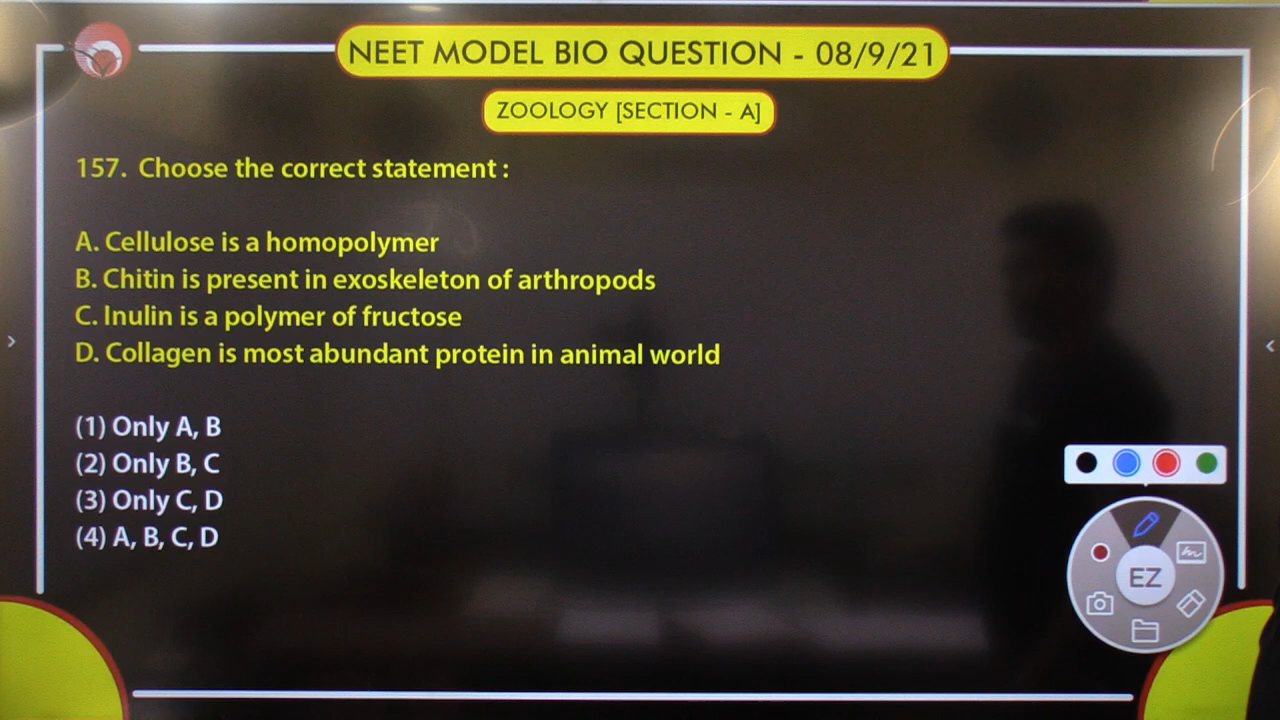 NEET MODEL BIO QUESTION - 08/9/21
ZOOLOGY [SECTION - A]
157. Choose the correct statement :
A. Cellulose is a homopolymer
B. Chitin is present in exoskeleton of arthropods
C. Inulin is a polymer of fructose
D. Collagen is most abundant protein in animal world
(1) Only A, B
(2) Only B, C
(3) Only C, D
(4) A, B, C, D
EZ